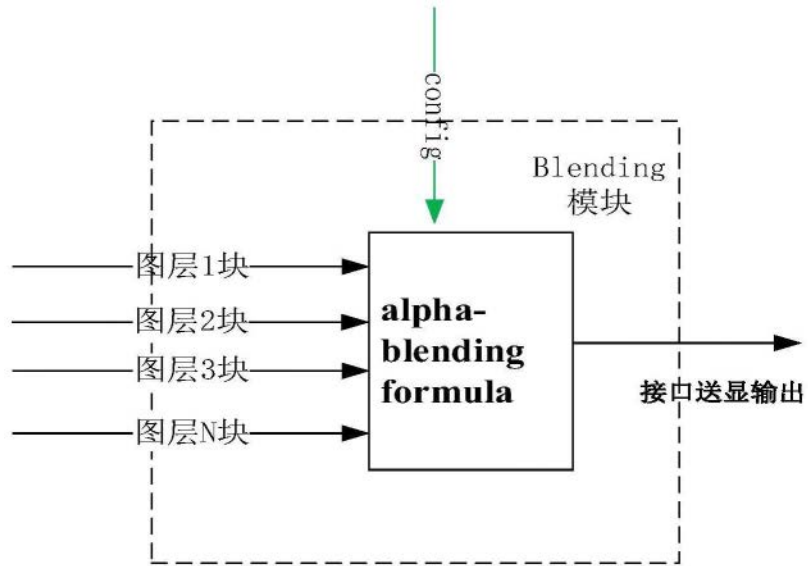 config
Blending
模块
图层1块
图层2块
图层3块
图层N块
alpha-
blending
formula
接口送显输出